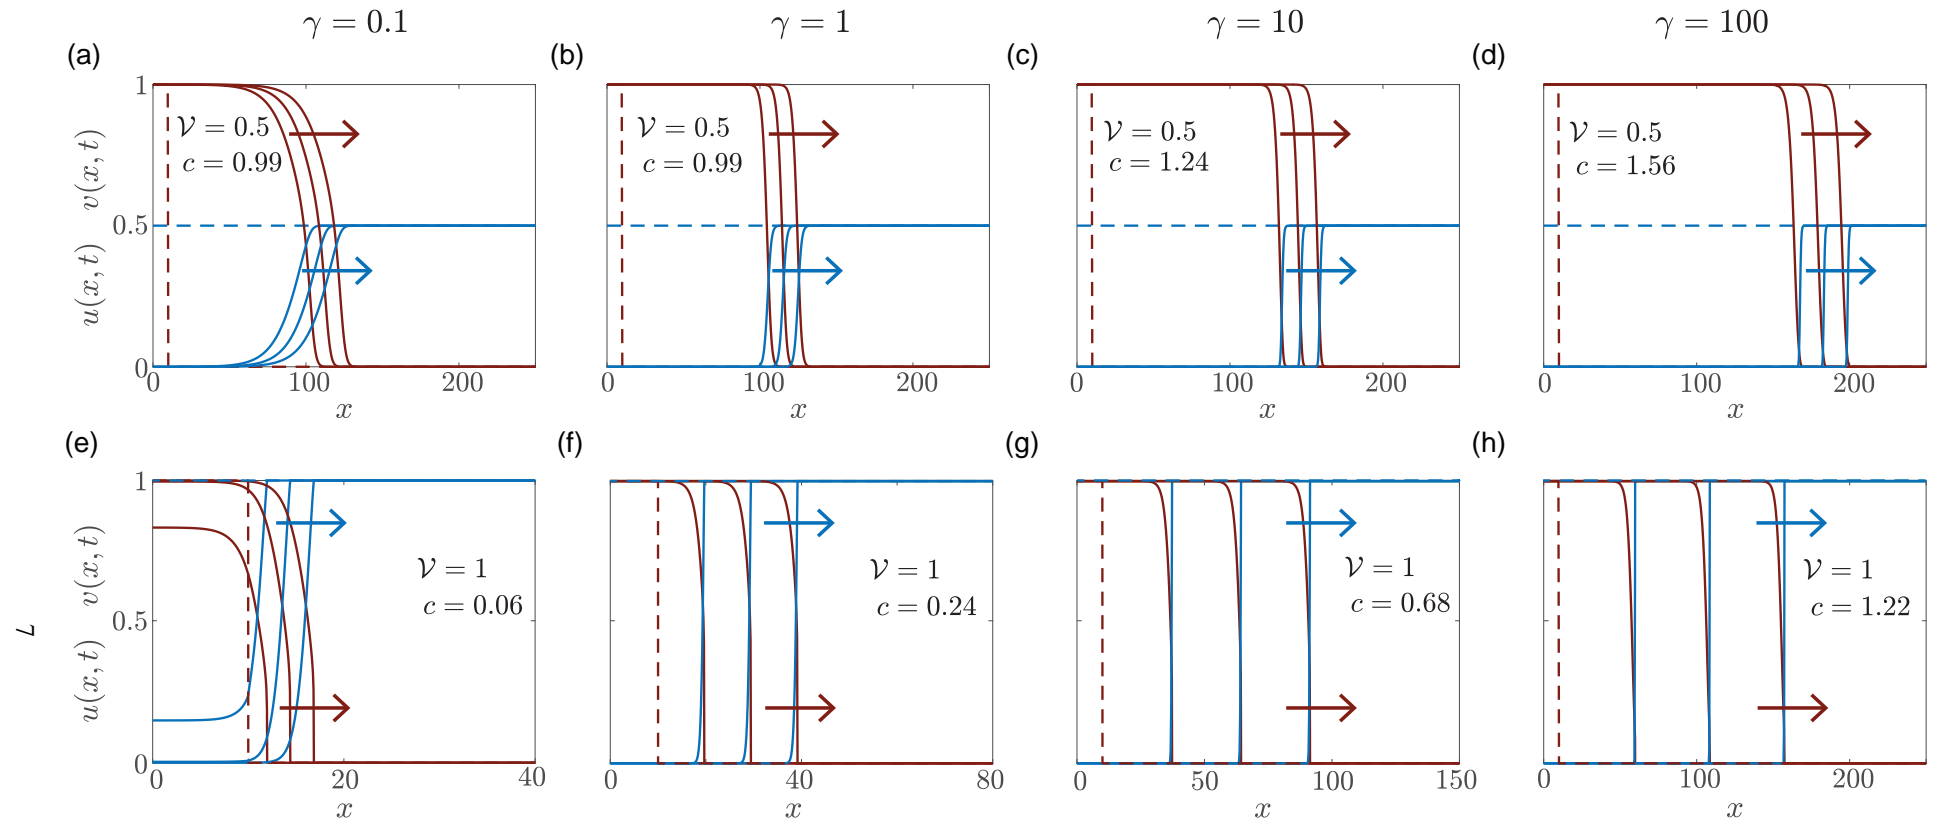 γ = 0.1
γ = 1
γ = 10
γ = 100
(a)
(b)
(c)
(d)
1
0.5
0
u(x, t) v(x, t)
𝒱 = 0.5
c = 0.99
0 100 200
x
𝒱 = 0.5
c = 0.99
0 100 200
x
𝒱 = 0.5
c = 1.24
0 100 200
x
𝒱 = 0.5
c = 1.56
0 100 200
x
(e)
(f)
(g)
(h)
1
0.5
0
u(x, t) v(x, t)
𝒱 = 1
c = 0.06
0 20 40
x
𝒱 = 1
c = 0.24
0 40 80
x
𝒱 = 1
c = 0.68
0 50 100 150
x
𝒱 = 1
c = 1.22
0 100 200
x